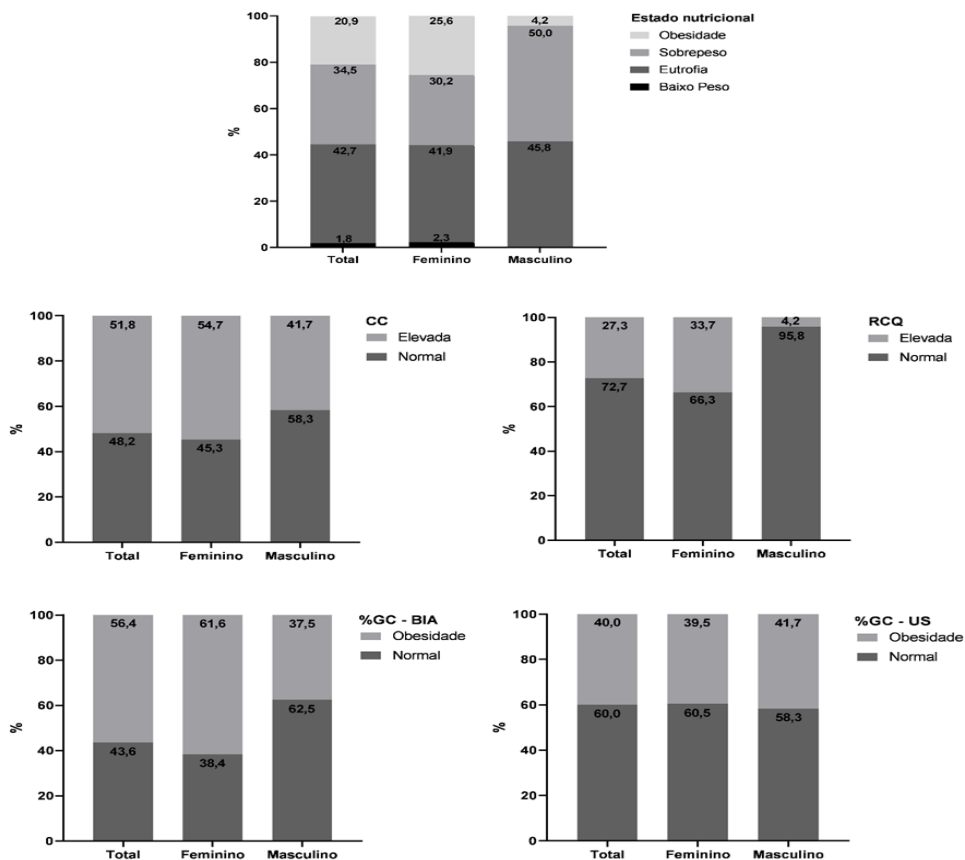 Estado nutricional
Obesidade
Sobrepeso
Eutrofia
Baixo Peso
%
100
80
60
40
20
0
20,9 25,6 4,2
50,0
34,5 30,2
42,7 41,9 45,8
1,8 2,3
Total Feminino Masculino
CC
Elevada
Normal
%
100
80
60
40
20
0
51,8 54,7 41,7
48,2 45,3 58,3
Total Feminino Masculino
RCQ
Elevada
Normal
%
100
80
60
40
20
0
27,3 33,7 4,2
72,7 66,3 95,8
Total Feminino Masculino
%GC - BIA
Obesidade
Normal
%
100
80
60
40
20
0
56,4 61,6 37,5
43,6 38,4 62,5
Total Feminino Masculino
%GC - US
Obesidade
Normal
%
100
80
60
40
20
0
40,0 39,5 41,7
60,0 60,5 58,3
Total Feminino Masculino